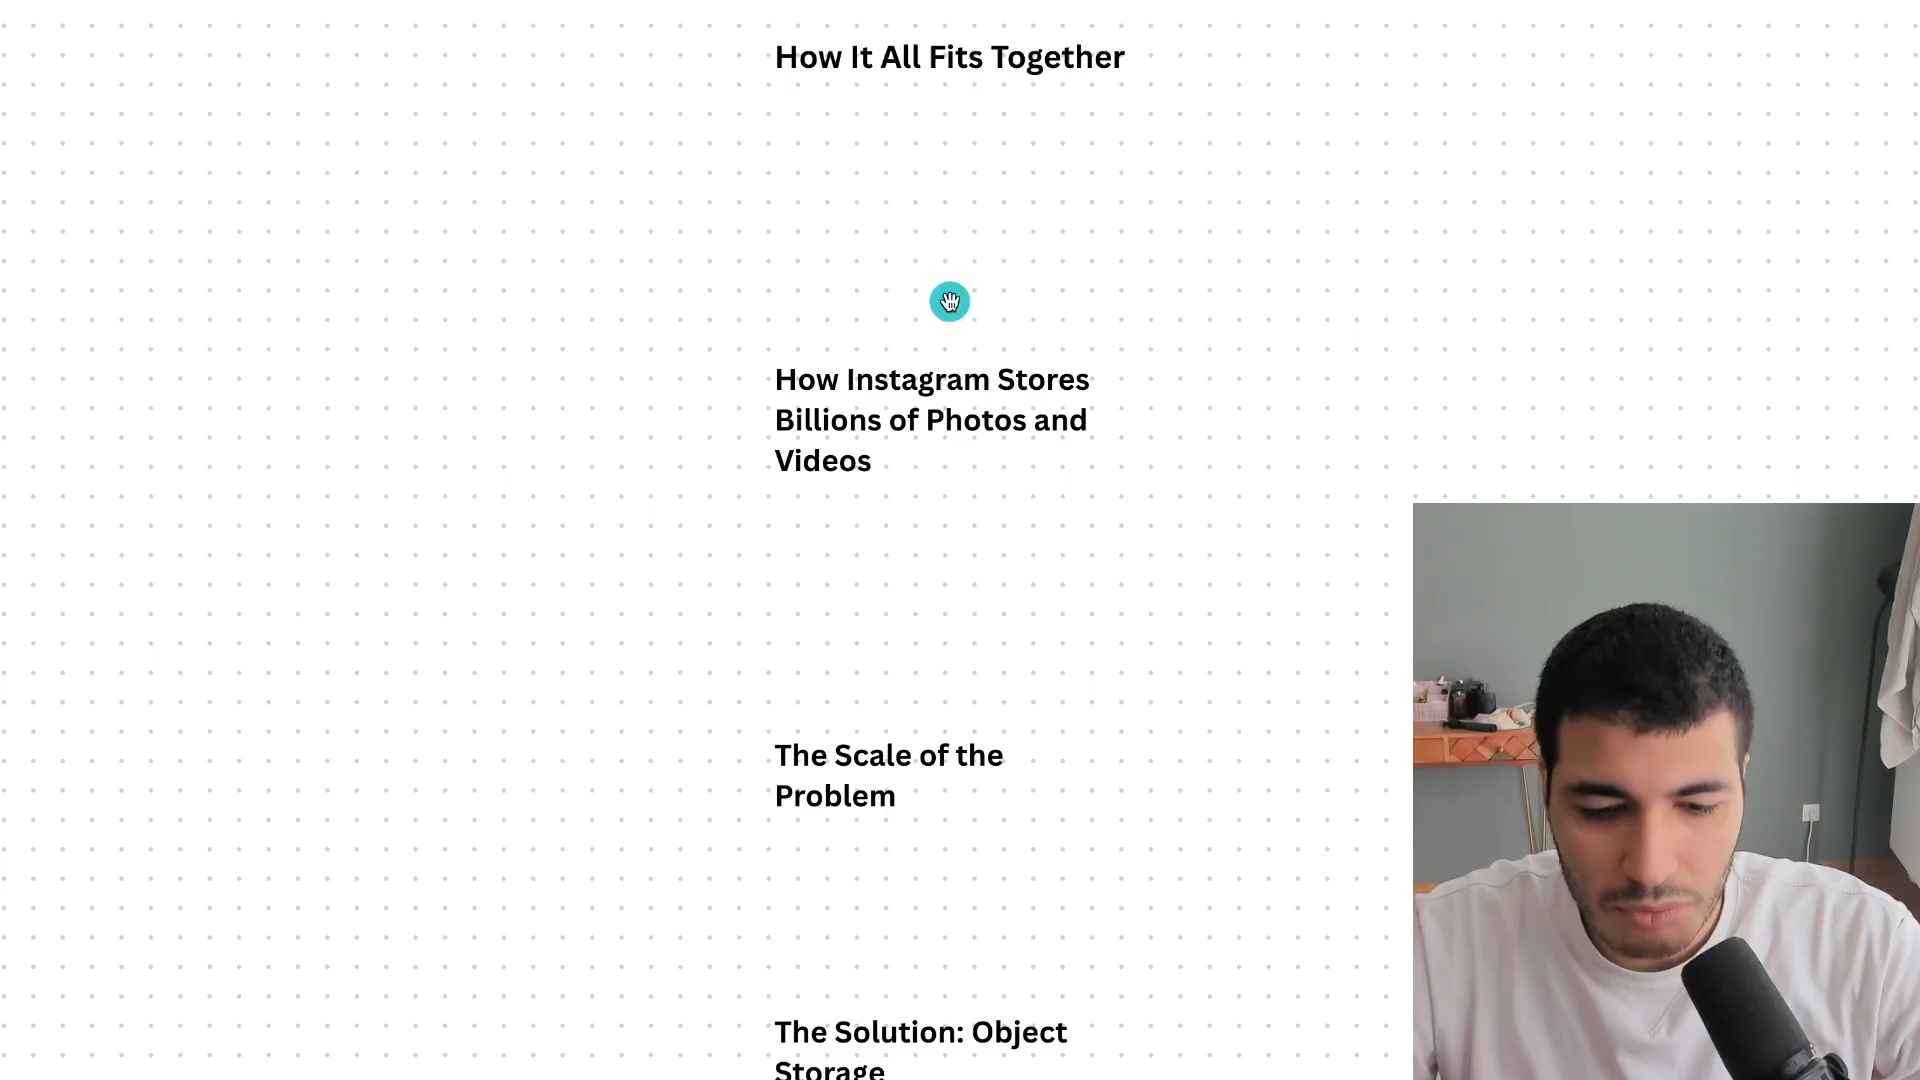 How It All Fits Together
How Instagram Stores
Billions of Photos and
Videos
The Scale of the
Problem
The Solution: Object
Storage